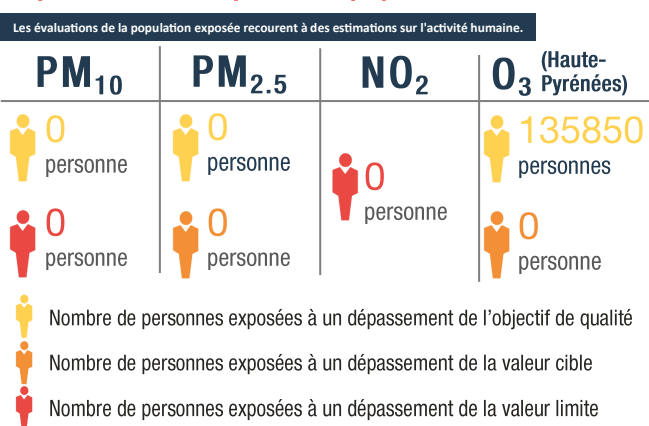 Les évaluations de la population exposée recourent à des estimations sur l'activité humaine.
PM10
PM2.5
NO2
O3 (Haute-Pyrénées)
0
personne
0
personne
0
personne
0
personne
0
personne
135850
personnes
0
personne
Nombre de personnes exposées à un dépassement de l’objectif de qualité
Nombre de personnes exposées à un dépassement de la valeur cible
Nombre de personnes exposées à un dépassement de la valeur limite